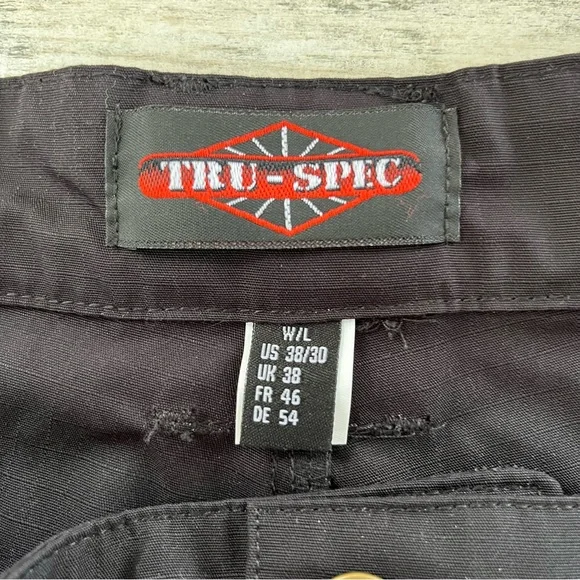 TRU-SPEC
W/L
US 38/30
UK 38
FR 46
DE 54